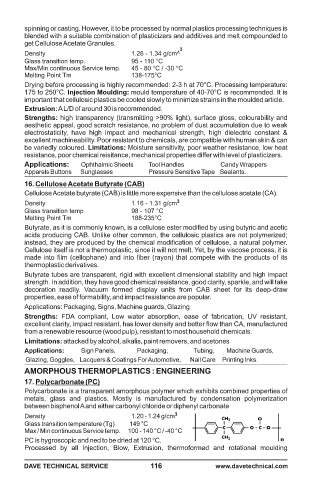 spinning or casting. However, it to be processed by normal plastics processing techniques is
blended with a suitable combination of plasticizers and additives and melt compounded to
get Cellulose Acetate Granules.
Density 1.26 - 1.34 g/cm³
Glass transition temp. 95 - 110 °C
Max/Min continuous Service temp. 45 - 80 °C / -30 °C
Melting Point Tm 138-175°C
Drying before processing is highly recommended: 2-3 h at 70°C. Processing temperature:
175 to 250°C. Injection Moulding: mould temperature of 40-70°C is recommended. It is
important that cellulosic plastics be cooled slowly to minimize strains in the moulded article.
Extrusion: A L/D of around 30 is recommended.
Strengths: high transparency (transmitting >90% light), surface gloss, colourability and
aesthetic appeal, good scratch resistance, no problem of dust accumulation due to weak
electrostaticity, have high impact and mechanical strength, high dielectric constant &
excellent machineability. Poor resistant to chemicals, are compatible with human skin & can
be variedly coloured. Limitations: Moisture sensitivity, poor weather resistance, low heat
resistance, poor chemical resistance, mechanical properties differ with level of plasticizers.
Applications: Ophthalmic Sheets Tool Handles Candy Wrappers
Apparels Buttons Sunglasses Pressure Sensitive Tape Sealants.
16. Cellulose Acetate Butyrate (CAB)
Cellulose Acetate butyrate (CAB) is little more expensive than the cellulose acetate (CA).
Density 1.16 - 1.31 g/cm³
Glass transition temp 98 - 107 °C
Melting Point Tm 188-235°C
Butyrate, as it is commonly known, is a cellulose ester modified by using butyric and acetic
acids producing CAB. Unlike other common, the cellulosic plastics are not polymerized;
instead, they are produced by the chemical modification of cellulose, a natural polymer.
Cellulose itself is not a thermoplastic, since it will not melt. Yet, by the viscose process, it is
made into film (cellophane) and into fiber (rayon) that compete with the products of its
thermoplastic derivatives.
Butyrate tubes are transparent, rigid with excellent dimensional stability and high impact
strength. In addition, they have good chemical resistance, good clarity, sparkle, and will take
decoration readily. Vacuum formed display units from CAB sheet for its deep-draw
properties, ease of formability, and impact resistance are popular.
Applications: Packaging, Signs, Machine guards, Glazing
Strengths: FDA compliant, Low water absorption, ease of fabrication, UV resistant,
excellent clarity, Impact resistant, has lower density and better flow than CA, manufactured
from a renewable resource (wood pulp), resistant to most household chemicals.
Limitations: attacked by alcohol, alkalis, paint removers, and acetones
Applications: Sign Panels, Packaging, Tubing, Machine Guards,
Glazing, Goggles, Lacquers & Coatings For Automotive, Nail Care Printing Inks.
AMORPHOUS THERMOPLASTICS : ENGINEERING
17. Polycarbonate (PC)
Polycarbonate is a transparent amorphous polymer which exhibits combined properties of
metals, glass and plastics. Mostly is manufactured by condensation polymerization
between bisphenol A and either carbonyl chloride or diphenyl carbonate
Density 1.20 - 1.24 g/cm³
Glass transition temperature (Tg) 149 °C
Max / Min continuous Service temp. 100 - 140 °C / -40 °C
PC is hygroscopic and ned to be dried at 120 °C.
CH3 O
C O - C - O
CH3 n
Processed by all Injection, Blow, Extrusion, thermoformed and rotational moulding
DAVE TECHNICAL SERVICE 116 www.davetechnical.com